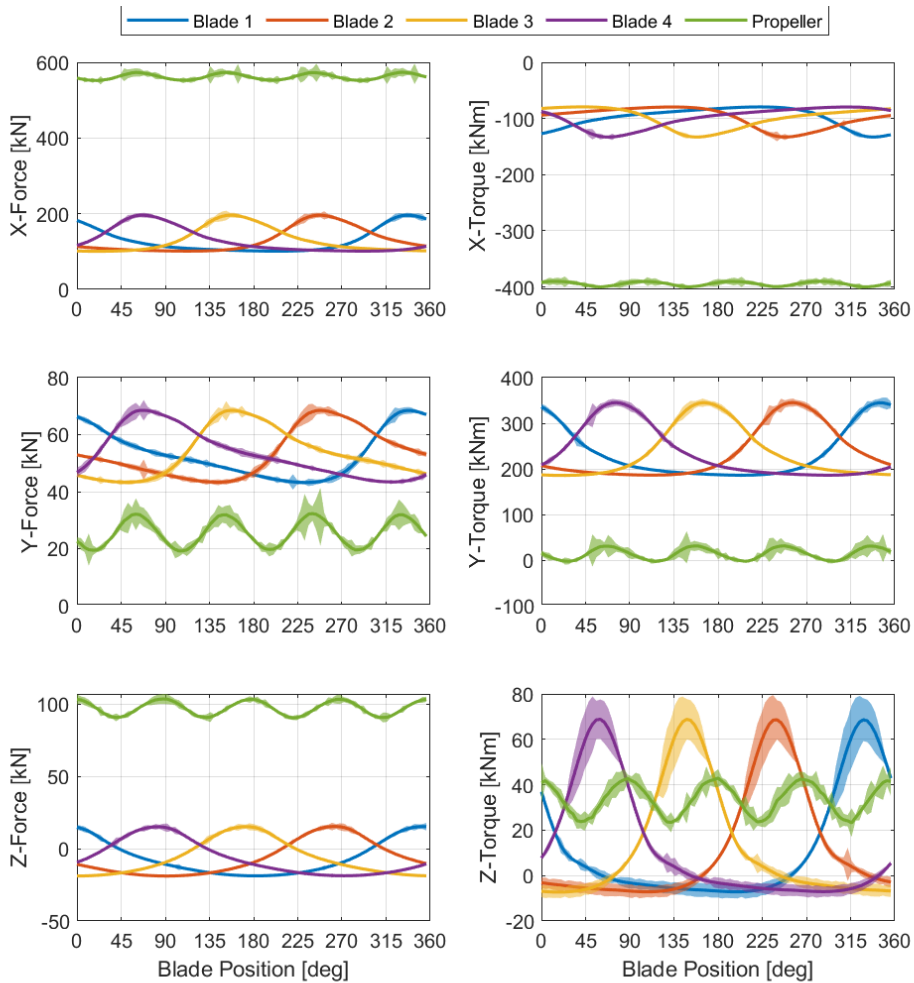 Blade 1 Blade 2 Blade 3 Blade 4 Propeller
X-Force [kN]
600
400
200
0
0 45 90 135 180 225 270 315 360
X-Torque [kNm]
0
-100
-200
-300
-400
0 45 90 135 180 225 270 315 360
Y-Force [kN]
80
60
40
20
0
0 45 90 135 180 225 270 315 360
Y-Torque [kNm]
400
300
200
100
0
-100
0 45 90 135 180 225 270 315 360
Z-Force [kN]
100
50
0
-50
0 45 90 135 180 225 270 315 360
Blade Position [deg]
Z-Torque [kNm]
80
60
40
20
0
-20
0 45 90 135 180 225 270 315 360
Blade Position [deg]